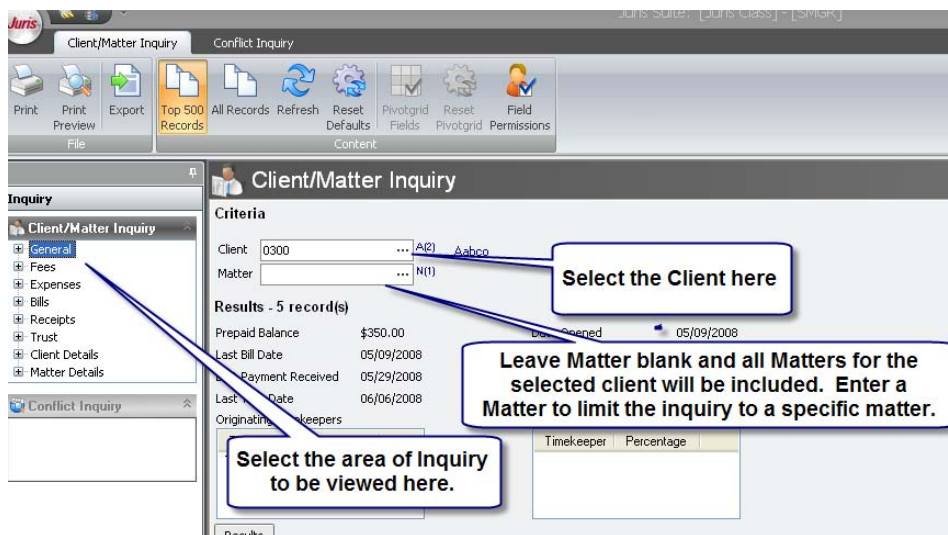 Juris
Juris Suite: [Juris Class] - [SMGR]
Client/Matter Inquiry
Conflict Inquiry
Print
Print Preview
Export
Top 500 Records
All Records
Refresh
Reset Defaults
Pivotgrid Fields
Reset Pivotgrid
Field Permissions
File
Content
Inquiry
Client/Matter Inquiry
General
Fees
Expenses
Bills
Receipts
Trust
Client Details
Matter Details
Conflict Inquiry
Client/Matter Inquiry
Criteria
Client 0300 ... A(2) Aabco
Matter ... N(1)
Select the Client here
Results - 5 record(s)
Prepaid Balance $350.00
Opened 05/09/2008
Last Bill Date 05/09/2008
Payment Received 05/29/2008
Last Date 06/06/2008
Originating
Leave Matter blank and all Matters for the
selected client will be included. Enter a
Matter to limit the inquiry to a specific matter.
Timekeeper Percentage
Select the area of Inquiry
to be viewed here.
Results